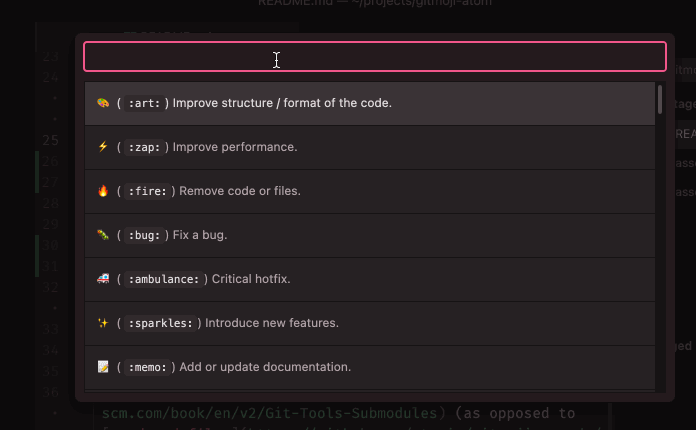 README.md — ~/projects/gitmoji-atom
23
24
25
26
27
28
29
30
31
32
33
34
35
36
🎨 ( :art: ) Improve structure / format of the code.
⚡ ( :zap: ) Improve performance.
🔥 ( :fire: ) Remove code or files.
🐛 ( :bug: ) Fix a bug.
🚑 ( :ambulance: ) Critical hotfix.
✨ ( :sparkles: ) Introduce new features.
📝 ( :memo: ) Add or update documentation.
scm.com/book/en/v2/Git-Tools-Submodules) (as opposed to